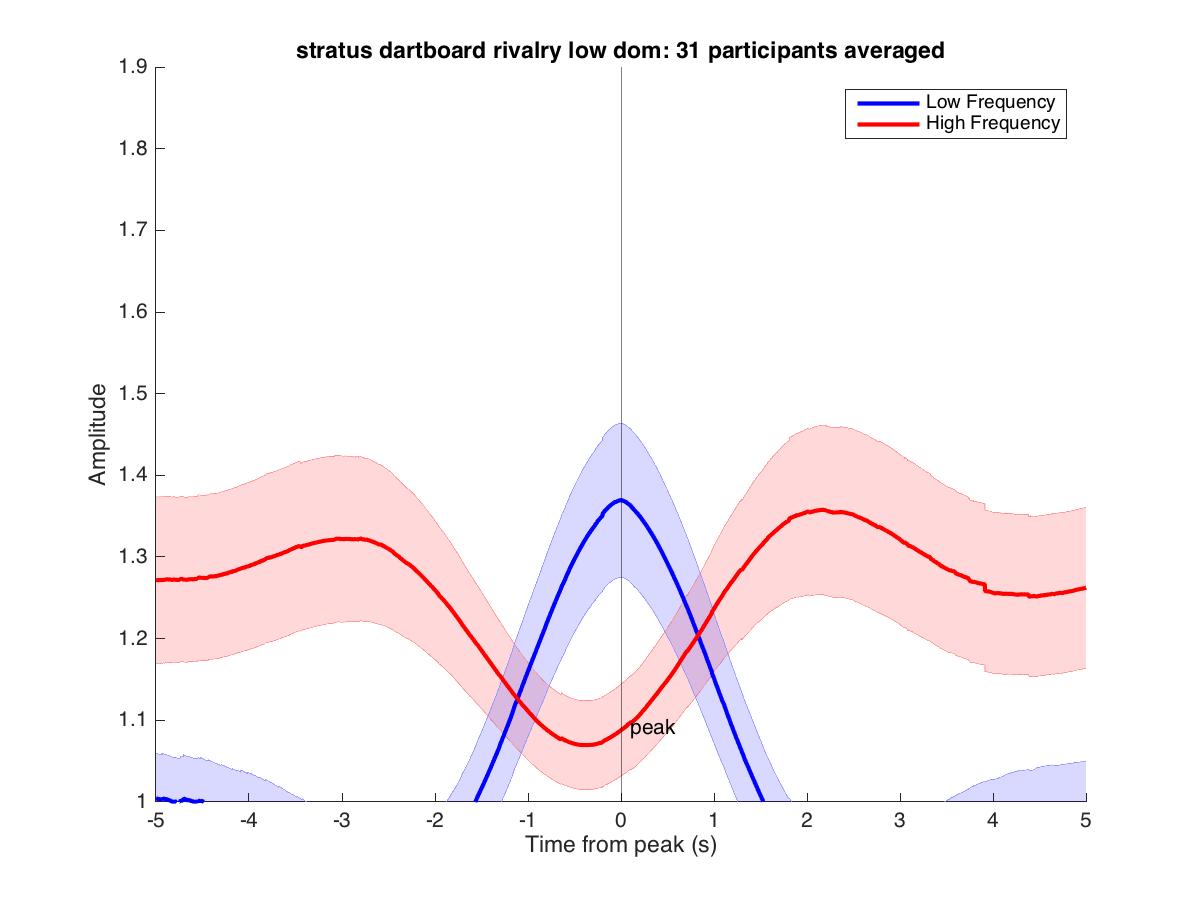 stratus dartboard rivalry low dom: 31 participants averaged
1.9
1.8
1.7
1.6
1.5
1.4
1.3
1.2
1.1
1
Amplitude
Low Frequency
High Frequency
peak
-5 -4 -3 -2 -1 0 1 2 3 4 5
Time from peak (s)